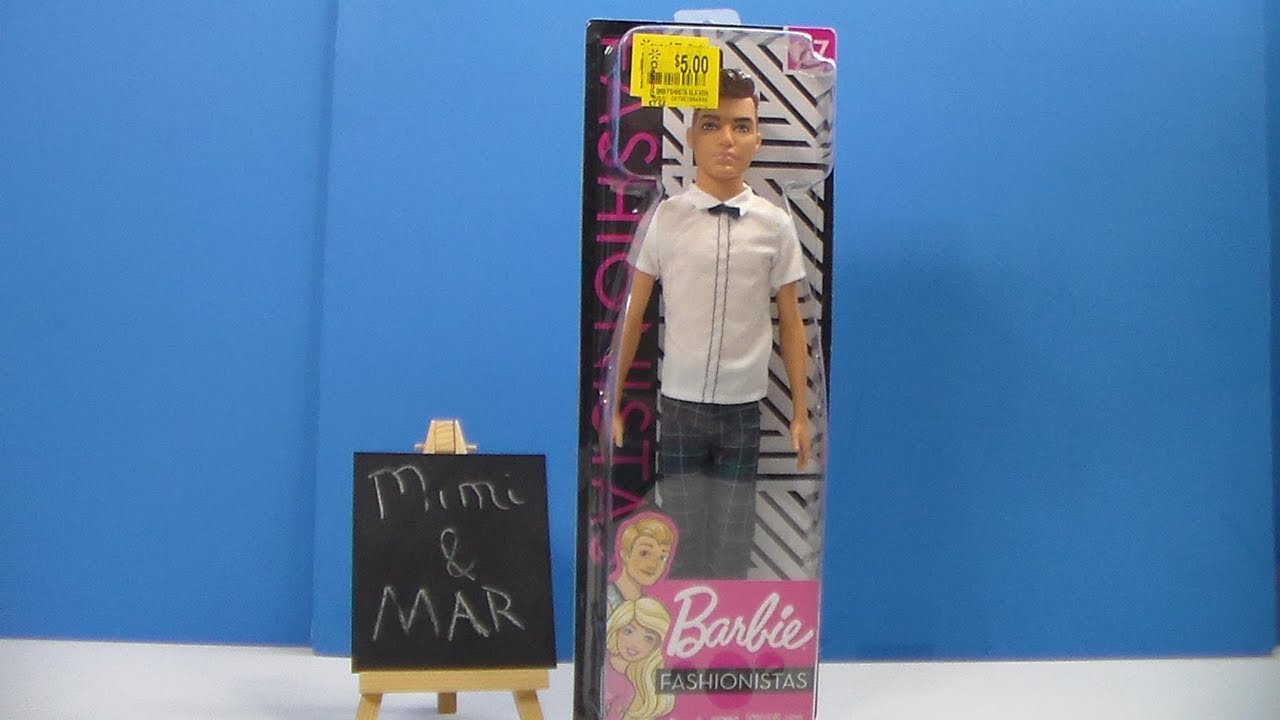 FASHIONISTAS
$5.00
Mimi
&
MAR
Barbie
FASHIONISTAS